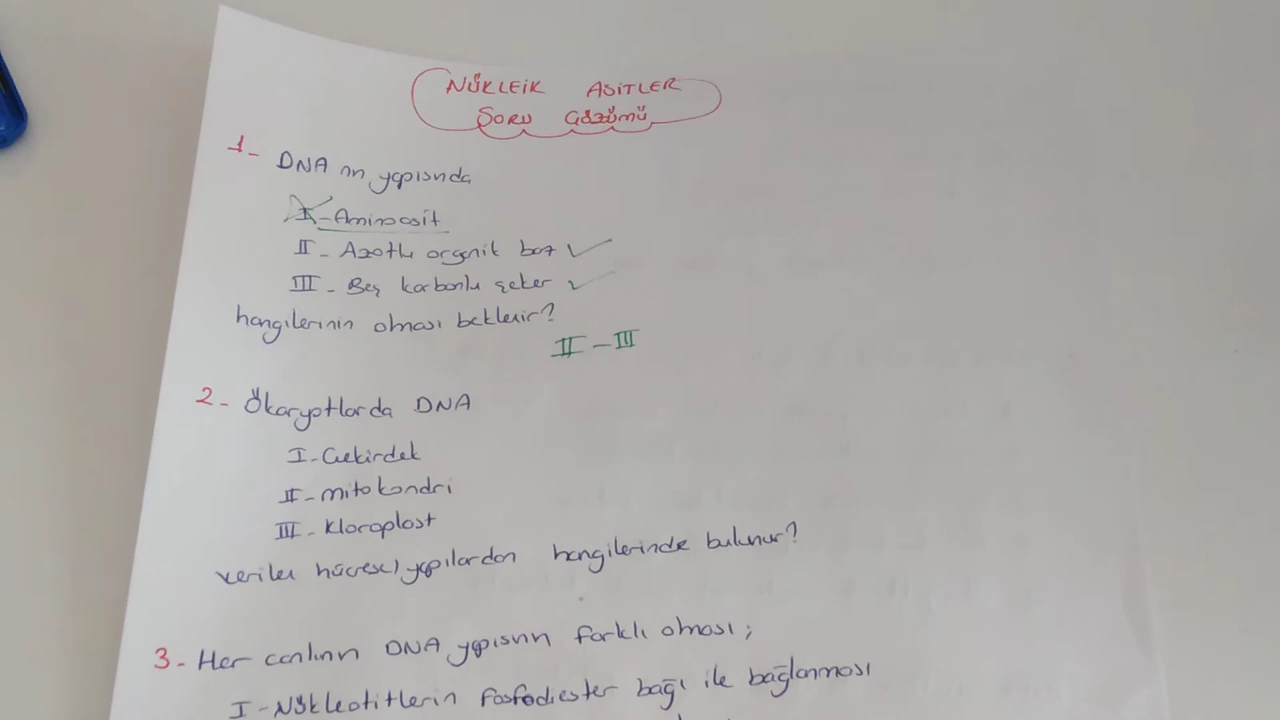 NÜKLEİK ASİTLER
SORU ÇÖZÜMÜ
1- DNA nın yapısında
I- Aminoasit
II- Azotlu organik baz
III- Beş karbonlu şeker
hangilerinin olması beklenir?
II-III
2- Ökaryotlarda DNA
I- Çekirdek
II- mitokondri
III- Kloroplast
verilen hücresel yapılardan hangilerinde bulunur?
3- Her canlının DNA yapısının farklı olması;
I- Nükleotitlerin fosfodiester bağı ile bağlanması